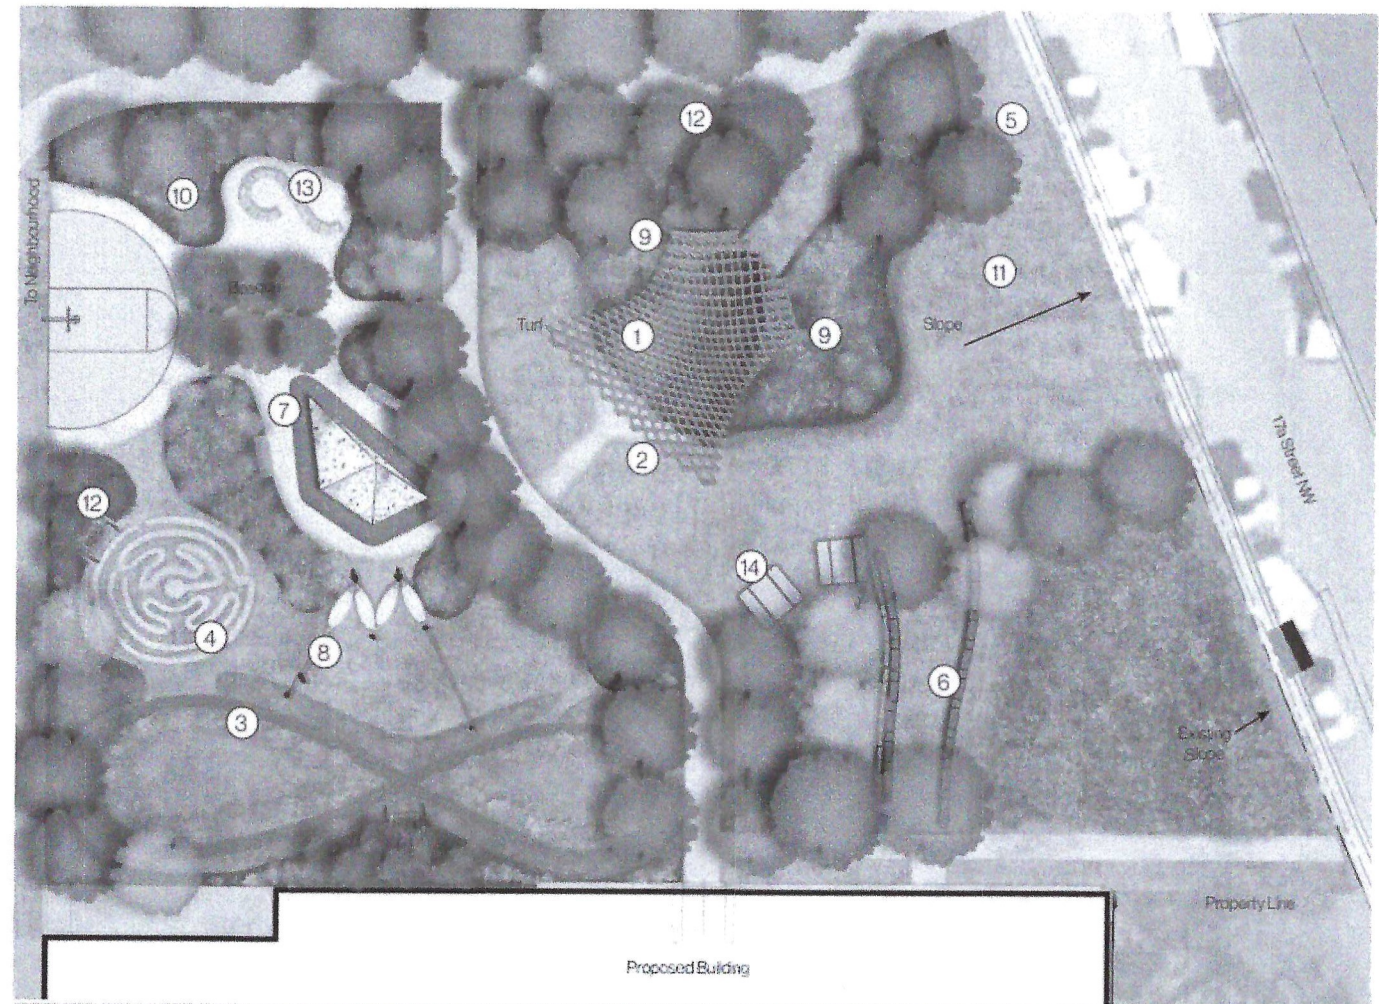 12
5
13
10
To Neighbourhood
9
11
Turf
1
9
Slope
7
17a Street NW
2
12
14
4
8
6
3
Existing
Slope
Property Line
Proposed Building